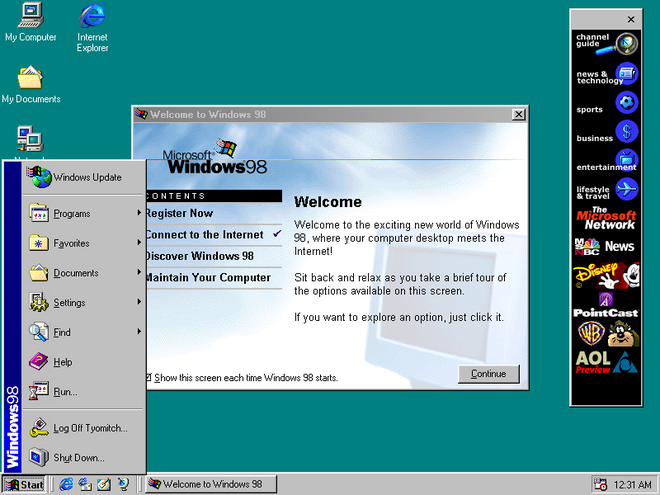 My Computer
Internet
Explorer
My Documents
Windows Update
Programs
Favorites
Documents
Settings
Find
Help
Run...
Log Off Tyomitch...
Shut Down...
Windows98
Welcome to Windows 98
Microsoft®
Windows98
CONTENTS
Register Now
Connect to the Internet
Discover Windows 98
Maintain Your Computer
Welcome
Welcome to the exciting new world of Windows
98, where your computer desktop meets the
Internet!
Sit back and relax as you take a brief tour of
the options available on this screen.
If you want to explore an option, just click it.
Show this screen each time Windows 98 starts.
Continue
channel
guide
news &
technology
sports
business
entertainment
lifestyle
& travel
The
Microsoft
Network
MSNBC News
Disney
PointCast
WB
AOL
Preview
Start
Welcome to Windows 98
12:31 AM